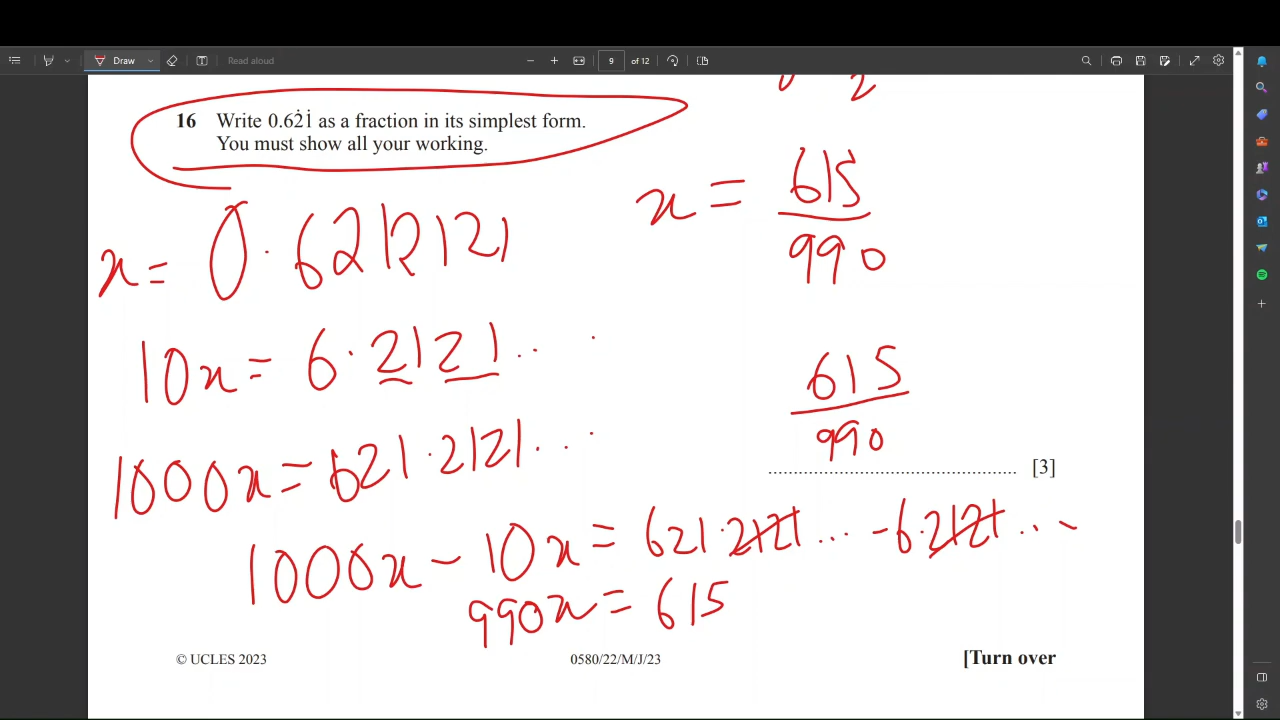 Draw
Read aloud
9 of 12
16 Write 0.62̇1̇ as a fraction in its simplest form.
You must show all your working.
x = 0.6212121
10x = 6.2121...
1000x = 621.2121...
1000x - 10x = 621.2121... - 6.2121...
990x = 615
2
x = 615/990
615/990
[3]
© UCLES 2023
0580/22/M/J/23
[Turn over